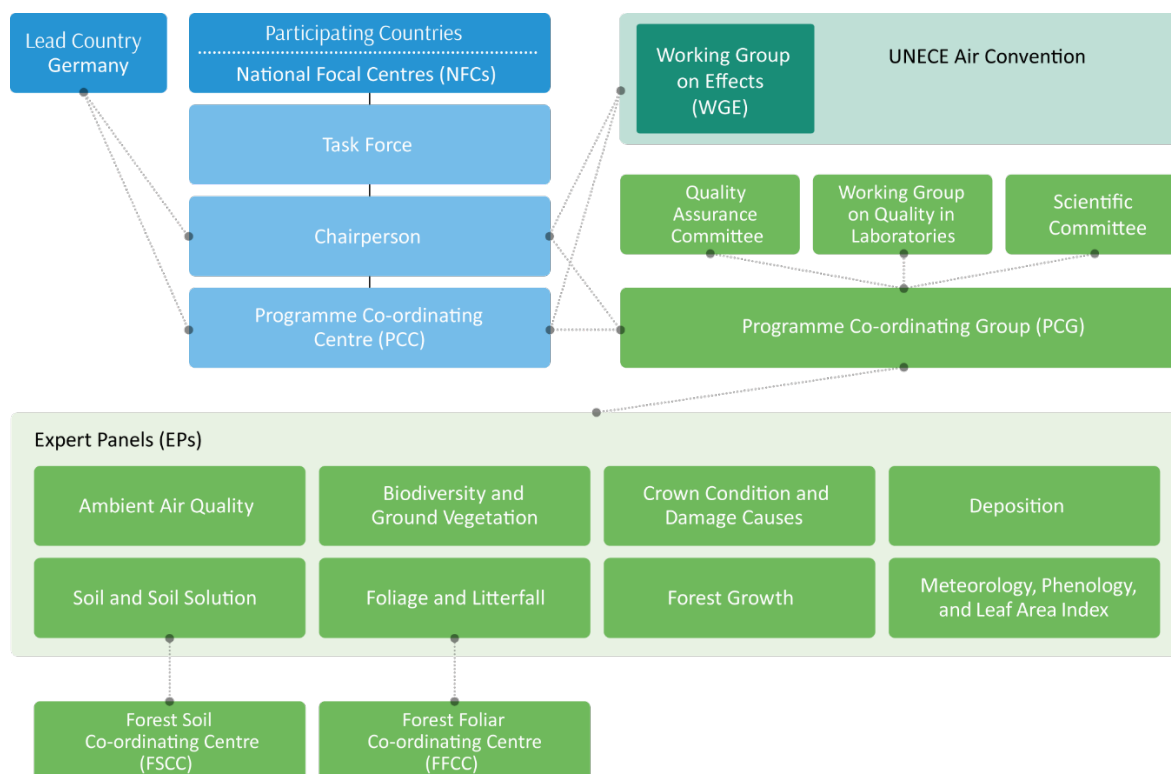 Lead Country
Germany
Participating Countries
National Focal Centres (NFCs)
Task Force
Chairperson
Programme Co-ordinating
Centre (PCC)
Working Group
on Effects
(WGE)
UNECE Air Convention
Quality
Assurance
Committee
Working Group
on Quality in
Laboratories
Scientific
Committee
Programme Co-ordinating Group (PCG)
Expert Panels (EPs)
Ambient Air Quality
Biodiversity and
Ground Vegetation
Crown Condition and
Damage Causes
Deposition
Soil and Soil Solution
Foliage and Litterfall
Forest Growth
Meteorology, Phenology,
and Leaf Area Index
Forest Soil
Co-ordinating Centre
(FSCC)
Forest Foliar
Co-ordinating Centre
(FFCC)